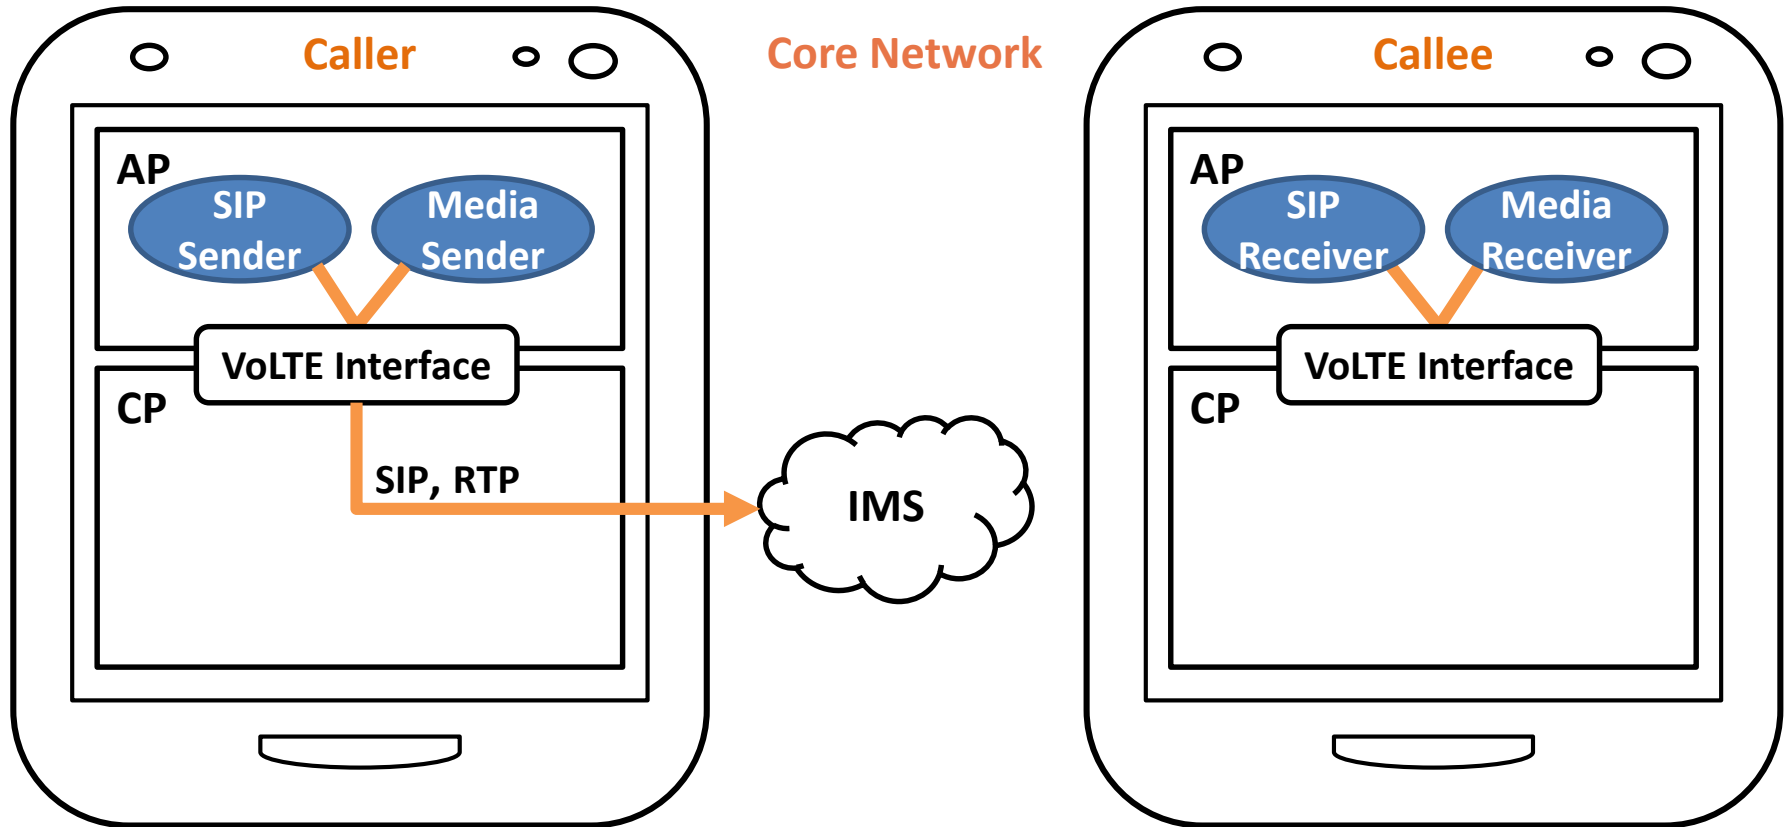 Caller
Core Network
Callee
AP
SIP
Sender
Media
Sender
VoLTE Interface
CP
SIP, RTP
IMS
AP
SIP
Receiver
Media
Receiver
VoLTE Interface
CP